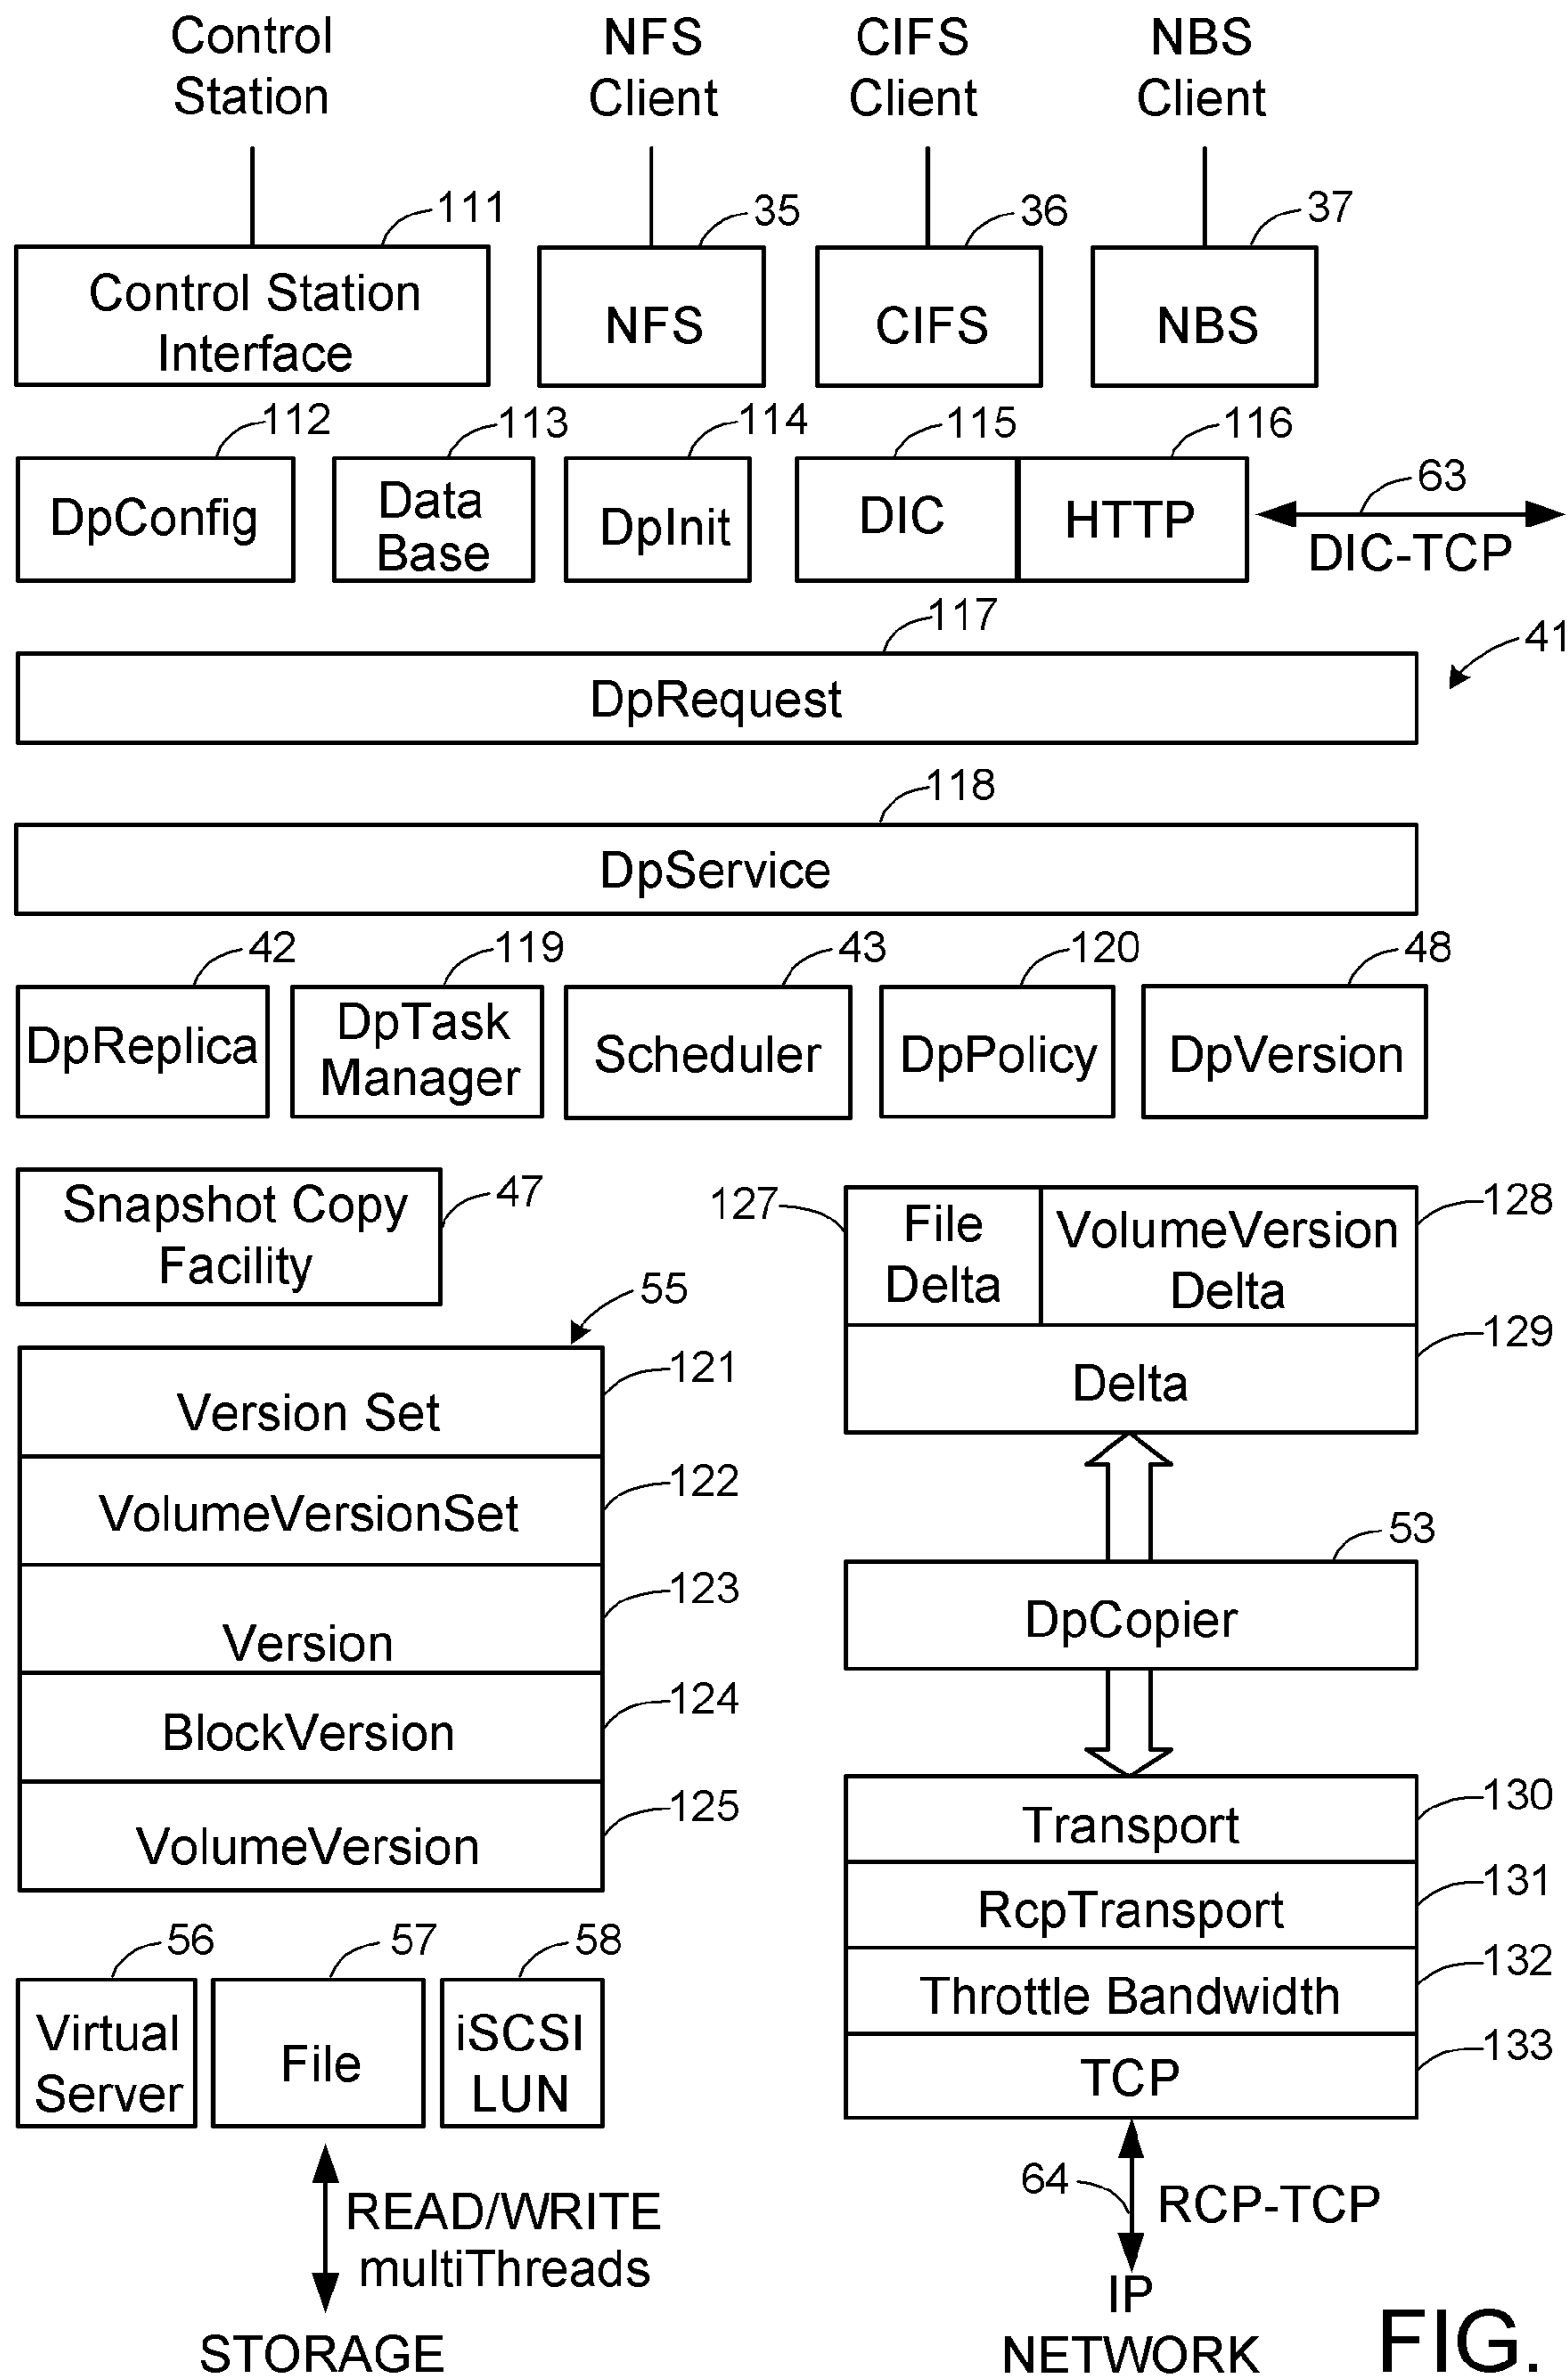 Control
Station
NFS
Client
CIFS
Client
NBS
Client
111
35
36
37
Control Station
Interface
NFS
CIFS
NBS
112
113
114
115
116
DpConfig
Data
Base
DpInit
DIC
HTTP
63
DIC-TCP
117
41
DpRequest
118
DpService
42
119
43
120
48
DpReplica
DpTask
Manager
Scheduler
DpPolicy
DpVersion
Snapshot Copy
Facility
47
55
Version Set
121
VolumeVersionSet
122
Version
123
BlockVersion
124
VolumeVersion
125
56
57
58
Virtual
Server
File
iSCSI
LUN
READ/WRITE
multiThreads
STORAGE
127
File
Delta
VolumeVersion
Delta
128
129
Delta
53
DpCopier
Transport
130
RcpTransport
131
Throttle Bandwidth
132
TCP
133
64
RCP-TCP
IP
NETWORK
FIG.